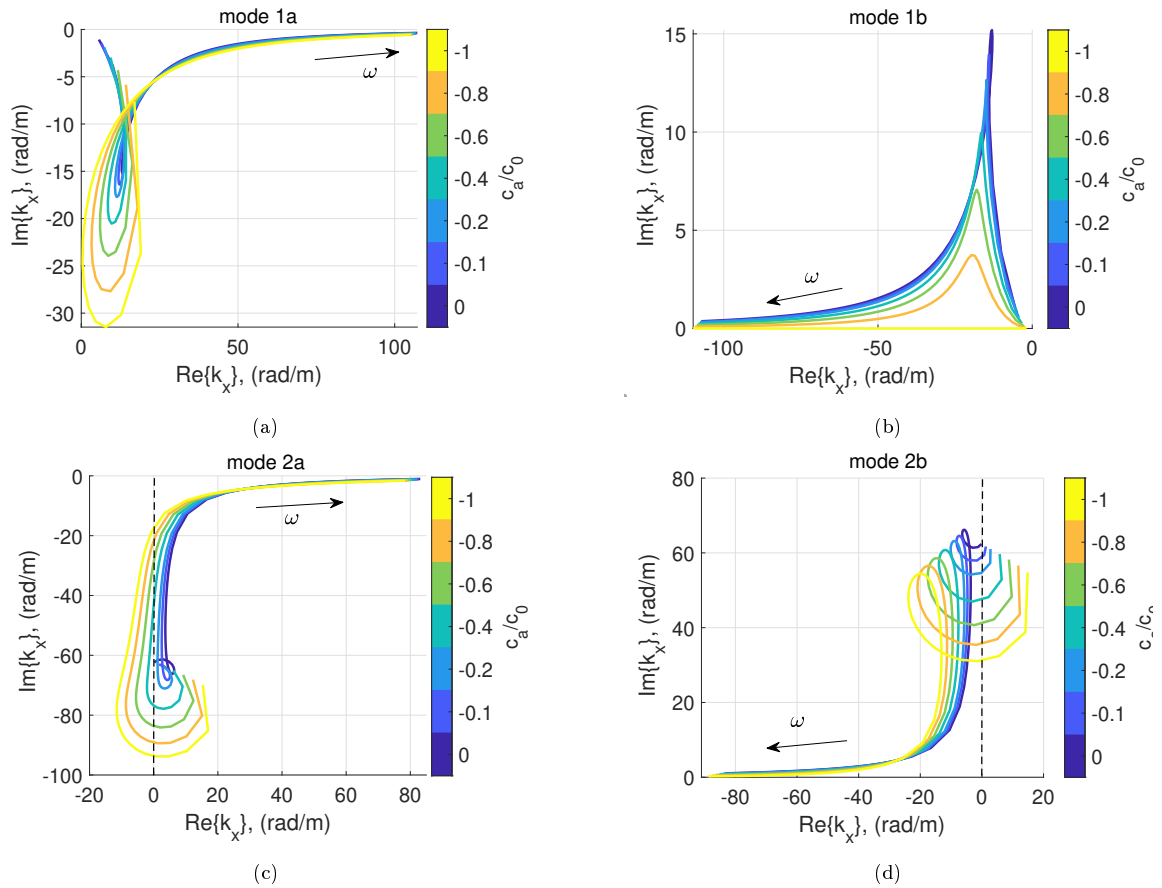 mode 1a
0
-5
-10
-15
-20
-25
-30
0
50
100
Im{k_x}, (rad/m)
Re{k_x}, (rad/m)
ω
-1
-0.8
-0.6
-0.4
-0.2
-0.1
0
c_a/c_0
(a)
mode 1b
15
10
5
0
-100
-50
0
Im{k_x}, (rad/m)
Re{k_x}, (rad/m)
ω
-1
-0.8
-0.6
-0.4
-0.2
-0.1
0
c_a/c_0
(b)
mode 2a
0
-20
-40
-60
-80
-100
-20
0
20
40
60
80
Im{k_x}, (rad/m)
Re{k_x}, (rad/m)
ω
-1
-0.8
-0.6
-0.4
-0.2
-0.1
0
c_a/c_0
(c)
mode 2b
80
60
40
20
0
-80
-60
-40
-20
0
20
Im{k_x}, (rad/m)
Re{k_x}, (rad/m)
ω
-1
-0.8
-0.6
-0.4
-0.2
-0.1
0
(d)